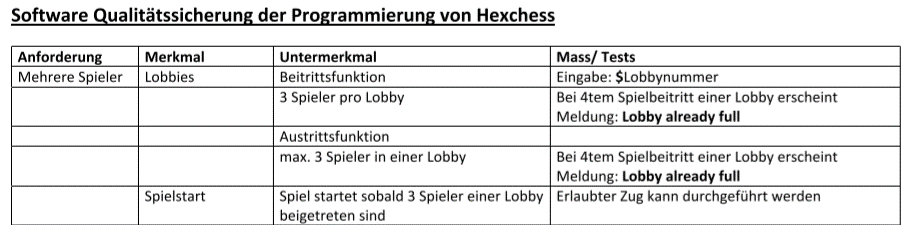 Software Qualitätssicherung der Programmierung von Hexchess
Anforderung Merkmal Untermerkmal Mass/ Tests
Mehrere Spieler Lobbies Beitrittsfunktion Eingabe: $Lobbynummer
3 Spieler pro Lobby Bei 4tem Spielbeitritt einer Lobby erscheint
Meldung: Lobby already full
Austrittsfunktion
max. 3 Spieler in einer Lobby Bei 4tem Spielbeitritt einer Lobby erscheint
Meldung: Lobby already full
Spielstart Spiel startet sobald 3 Spieler einer Lobby Erlaubter Zug kann durchgeführt werden
beigetreten sind